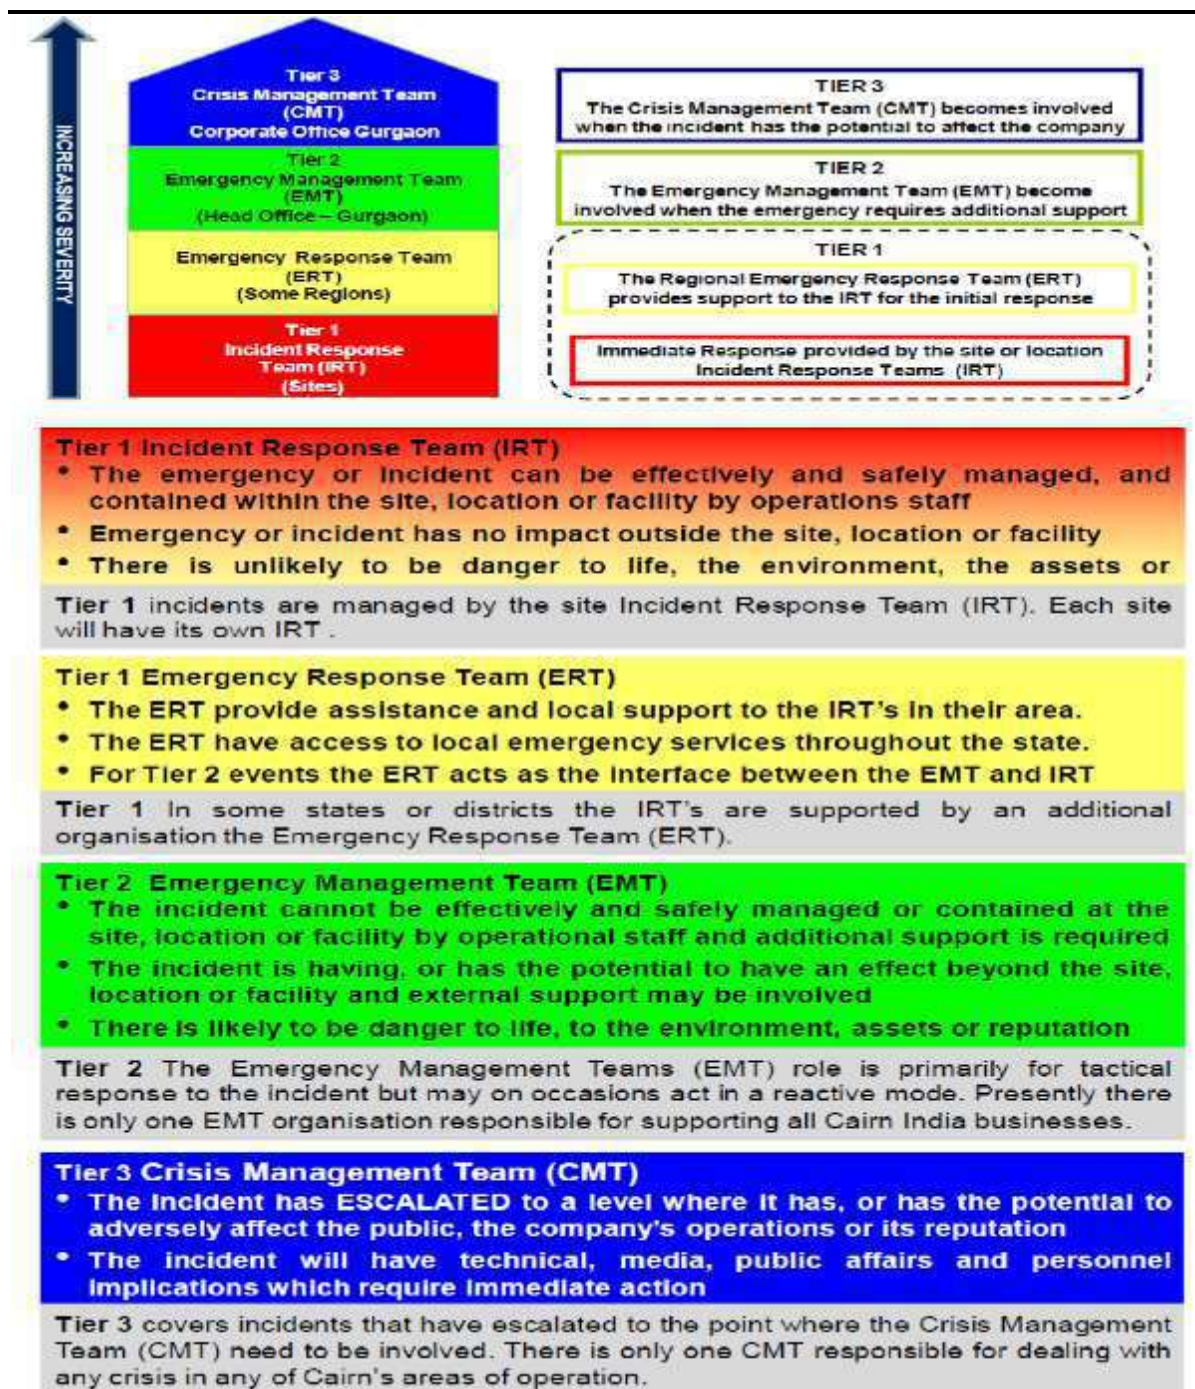 INCREASING SEVERITY
Tier 3
Crisis Management Team
(CMT)
Corporate Office Gurgaon
Tier 2
Emergency Management Team
(EMT)
(Head Office – Gurgaon)
Emergency Response Team
(ERT)
(Some Regions)
Tier 1
Incident Response
Team (IRT)
(Sites)
TIER 3
The Crisis Management Team (CMT) becomes involved
when the incident has the potential to affect the company
TIER 2
The Emergency Management Team (EMT) become
involved when the emergency requires additional support
TIER 1
The Regional Emergency Response Team (ERT)
provides support to the IRT for the initial response
Immediate Response provided by the site or location
Incident Response Teams (IRT)
Tier 1 Incident Response Team (IRT)
• The emergency or incident can be effectively and safely managed, and
contained within the site, location or facility by operations staff
• Emergency or incident has no impact outside the site, location or facility
• There is unlikely to be danger to life, the environment, the assets or
Tier 1 incidents are managed by the site Incident Response Team (IRT). Each site
will have its own IRT .
Tier 1 Emergency Response Team (ERT)
• The ERT provide assistance and local support to the IRT's in their area.
• The ERT have access to local emergency services throughout the state.
• For Tier 2 events the ERT acts as the interface between the EMT and IRT
Tier 1 In some states or districts the IRT's are supported by an additional
organisation the Emergency Response Team (ERT).
Tier 2 Emergency Management Team (EMT)
• The incident cannot be effectively and safely managed or contained at the
site, location or facility by operational staff and additional support is required
• The incident is having, or has the potential to have an effect beyond the site,
location or facility and external support may be involved
• There is likely to be danger to life, to the environment, assets or reputation
Tier 2 The Emergency Management Teams (EMT) role is primarily for tactical
response to the incident but may on occasions act in a reactive mode. Presently there
is only one EMT organisation responsible for supporting all Cairn India businesses.
Tier 3 Crisis Management Team (CMT)
• The incident has ESCALATED to a level where it has, or has the potential to
adversely affect the public, the company's operations or its reputation
• The incident will have technical, media, public affairs and personnel
implications which require immediate action
Tier 3 covers incidents that have escalated to the point where the Crisis Management
Team (CMT) need to be involved. There is only one CMT responsible for dealing with
any crisis in any of Cairn's areas of operation.